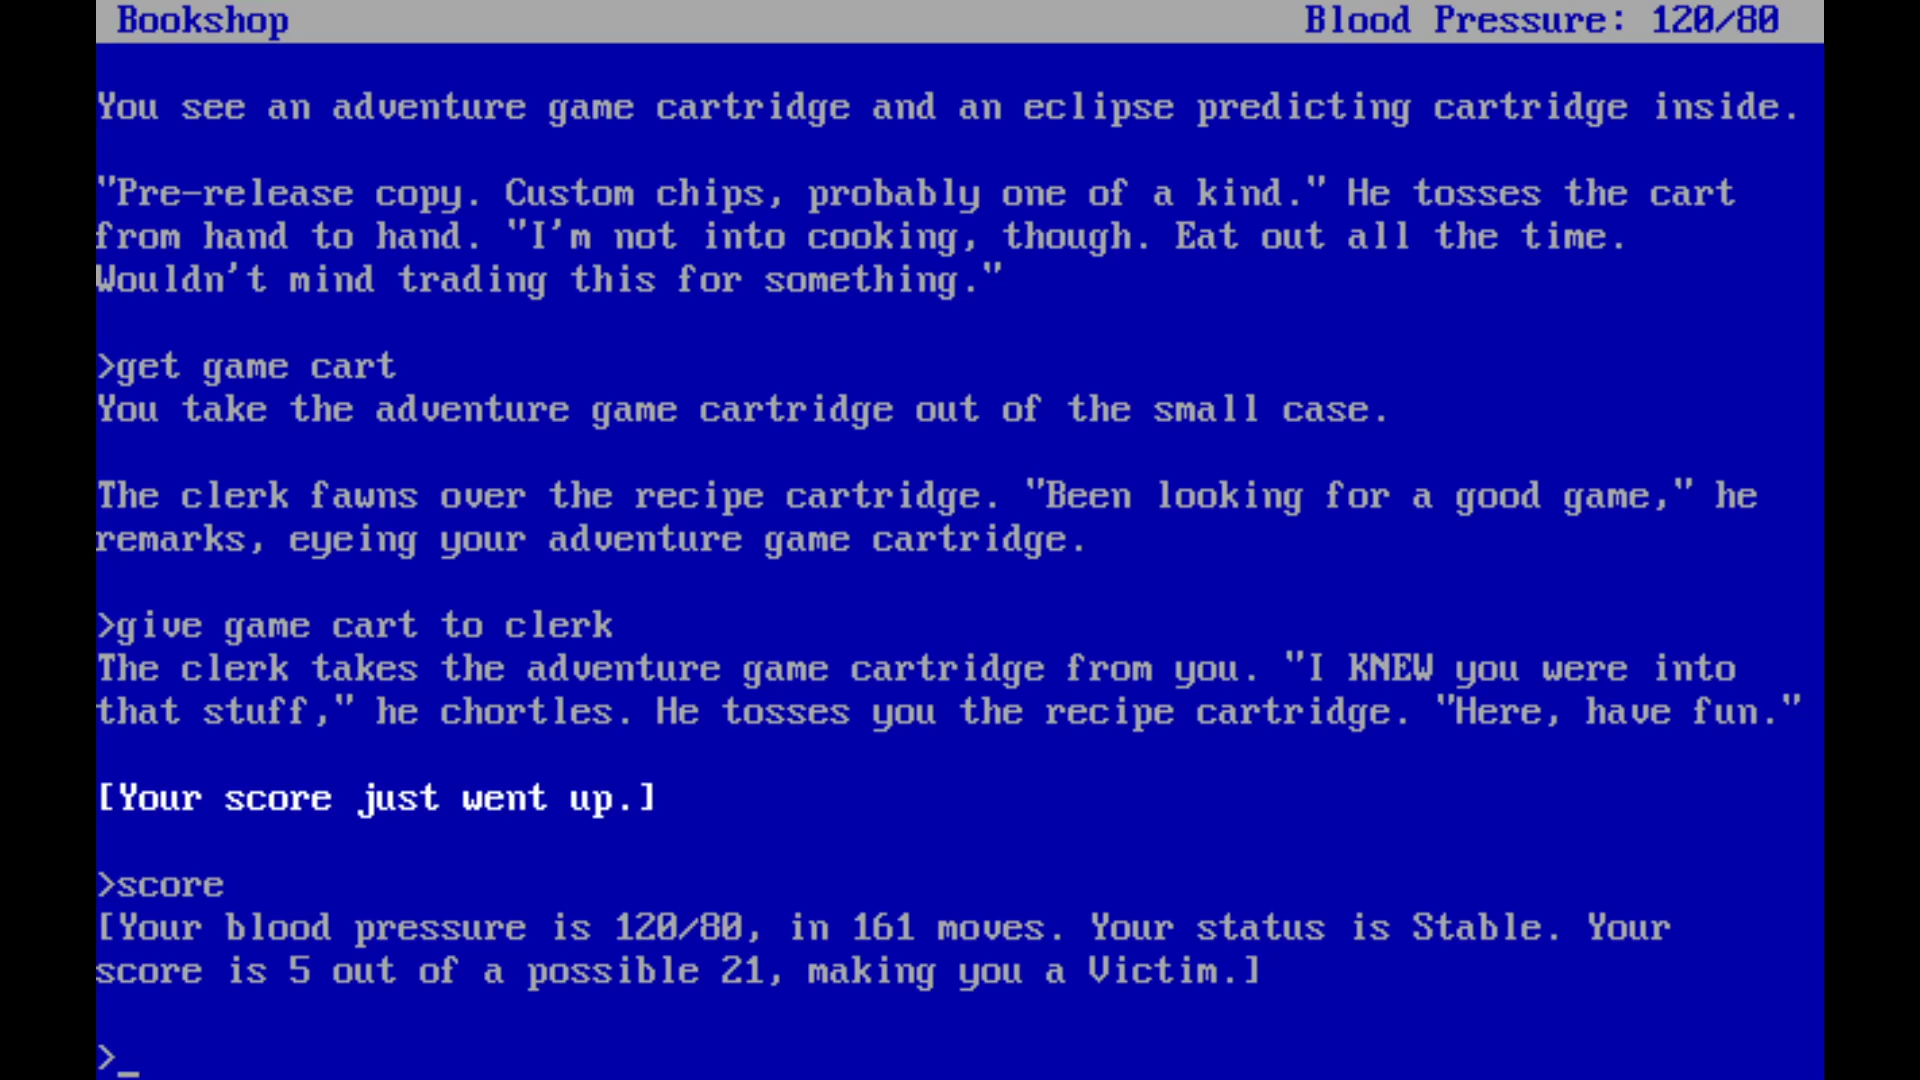 Bookshop Blood Pressure: 120/80
You see an adventure game cartridge and an eclipse predicting cartridge inside.
"Pre-release copy. Custom chips, probably one of a kind." He tosses the cart
from hand to hand. "I'm not into cooking, though. Eat out all the time.
Wouldn't mind trading this for something."
>get game cart
You take the adventure game cartridge out of the small case.
The clerk fawns over the recipe cartridge. "Been looking for a good game," he
remarks, eyeing your adventure game cartridge.
>give game cart to clerk
The clerk takes the adventure game cartridge from you. "I KNEW you were into
that stuff," he chortles. He tosses you the recipe cartridge. "Here, have fun."
[Your score just went up.]
>score
[Your blood pressure is 120/80, in 161 moves. Your status is Stable. Your
score is 5 out of a possible 21, making you a Victim.]
>_